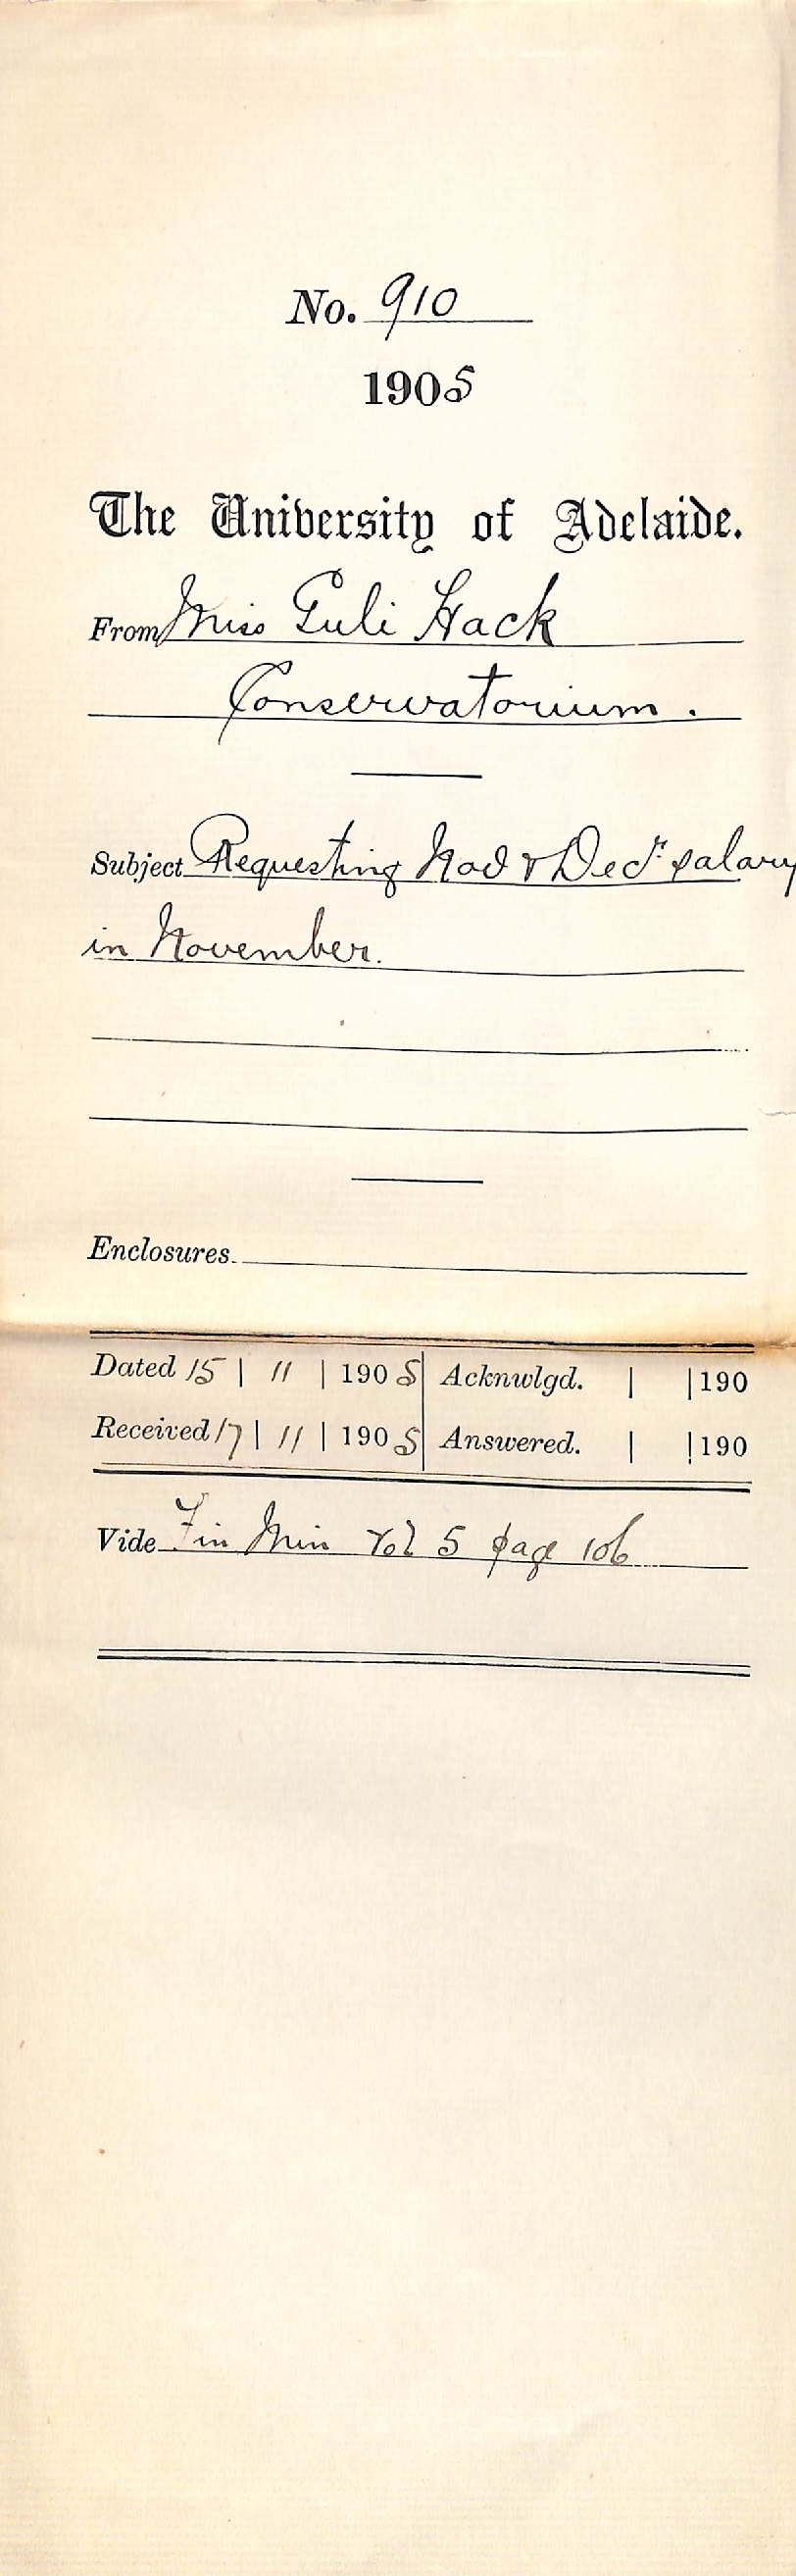 No. 910
1905
The University of Adelaide.
From Miss Guli Hack
Conservatorium.
Subject Requesting Nov & Decr salary
in November.
Enclosures.
Dated 15 | 11 | 1905 Acknwlgd. | | 190
Received 17 | 11 | 1905 Answered. | | 190
Vide Fin Min Vol 5 page 106